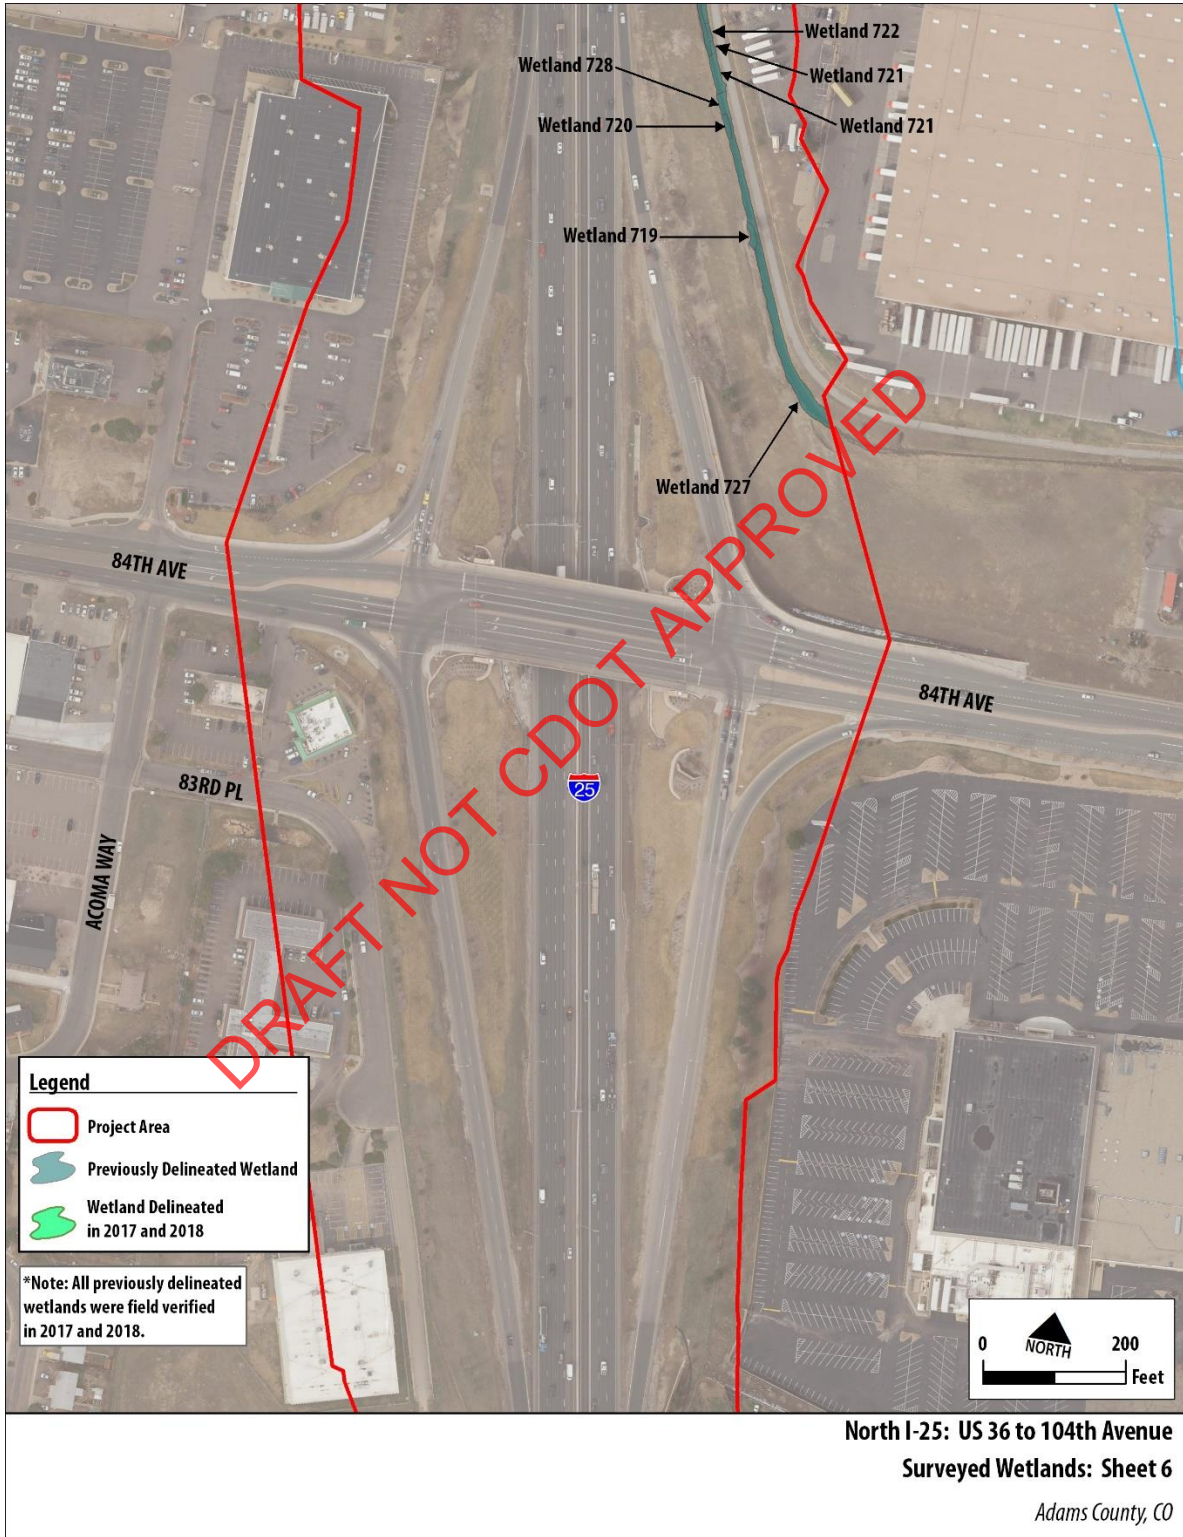 Wetland 722
Wetland 728
Wetland 721
Wetland 720
Wetland 721
Wetland 719
Wetland 727
84TH AVE
84TH AVE
83RD PL
25
ACOMA WAY
DRAFT NOT CDOT APPROVED
Legend
Project Area
Previously Delineated Wetland
Wetland Delineated
in 2017 and 2018
*Note: All previously delineated
wetlands were field verified
in 2017 and 2018.
0 NORTH 200
Feet
North I-25: US 36 to 104th Avenue
Surveyed Wetlands: Sheet 6
Adams County, CO